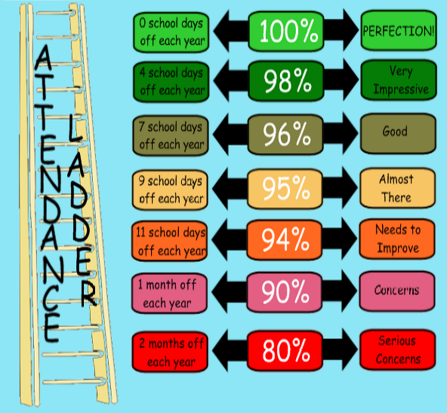 ATTENDANCE
LADDER
0 school days
off each year
100%
PERFECTION!
4 school days
off each year
98%
Very
Impressive
7 school days
off each year
96%
Good
9 school days
off each year
95%
Almost
There
11 school days
off each year
94%
Needs to
Improve
1 month off
each year
90%
Concerns
2 months off
each year
80%
Serious
Concerns